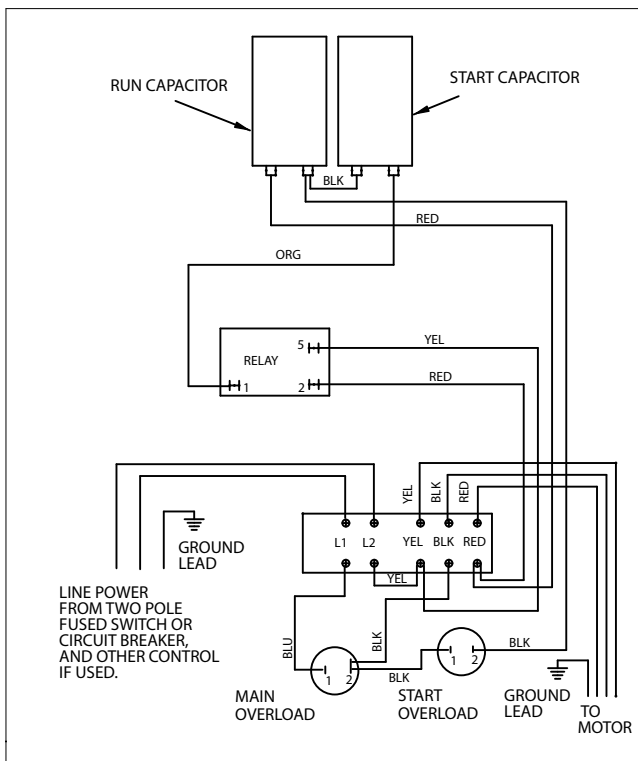 RUN CAPACITOR
START CAPACITOR
BLK
RED
ORG
RELAY
5
YEL
1
2
RED
YEL
BLK
RED
GROUND
LEAD
L1 L2 YEL BLK RED
LINE POWER
FROM TWO POLE
FUSED SWITCH OR
CIRCUIT BREAKER,
AND OTHER CONTROL
IF USED.
YEL
BLU
BLK
BLK
BLK
1 2
1 2
MAIN
OVERLOAD
START
OVERLOAD
GROUND
LEAD
TO
MOTOR